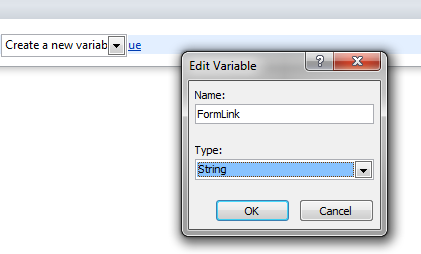 Create a new variab ue
Edit Variable
?
Name:
FormLink
Type:
String
OK Cancel